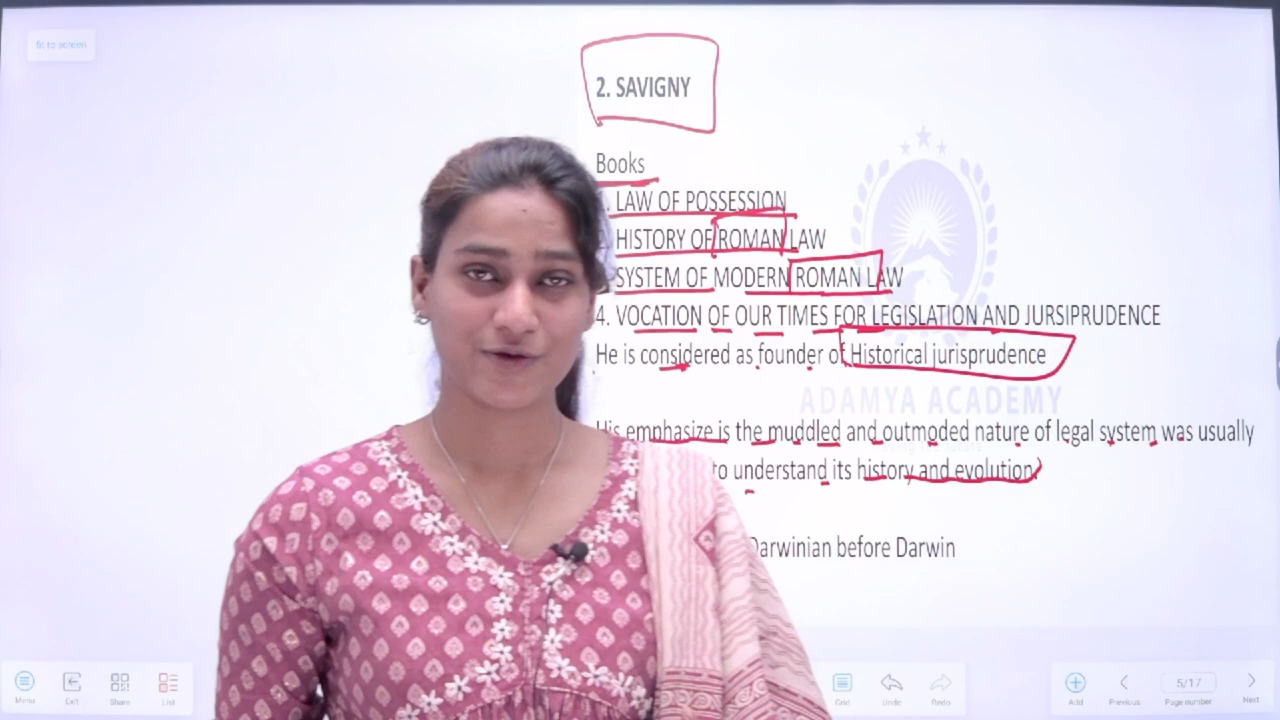 fit to screen
2. SAVIGNY
Books
. LAW OF POSSESSION
. HISTORY OF ROMAN LAW
. SYSTEM OF MODERN ROMAN LAW
4. VOCATION OF OUR TIMES FOR LEGISLATION AND JURSIPRUDENCE
He is considered as founder of Historical jurisprudence
ADAMYA ACADEMY
His emphasize is the muddled and outmoded nature of legal system was usually
to understand its history and evolution
Darwinian before Darwin
Menu
Exit
Share
List
Grid
Undo
Redo
Add
Previous
5/17
Page number
Next